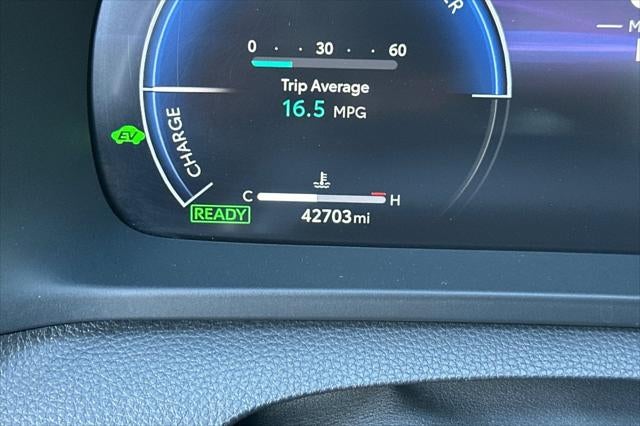 0 · · 30 · · 60
Trip Average
16.5 MPG
EV
CHARGE
C H
READY
42703mi